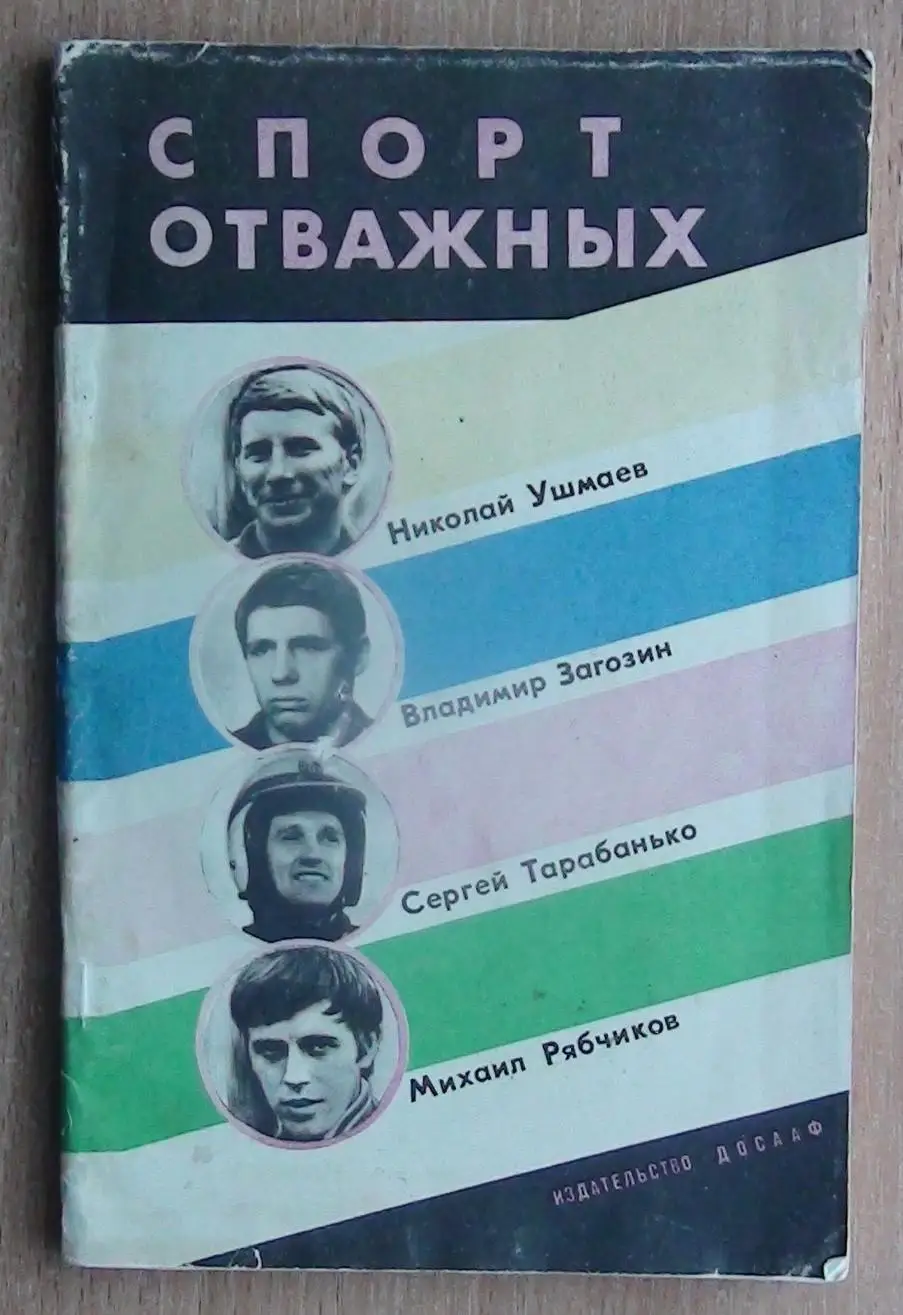 СПОРТ
ОТВАЖНЫХ
Николай Ушмаев
Владимир Загозин
Сергей Тарабанько
Михаил Рябчиков
ИЗДАТЕЛЬСТВО ДОСААФ